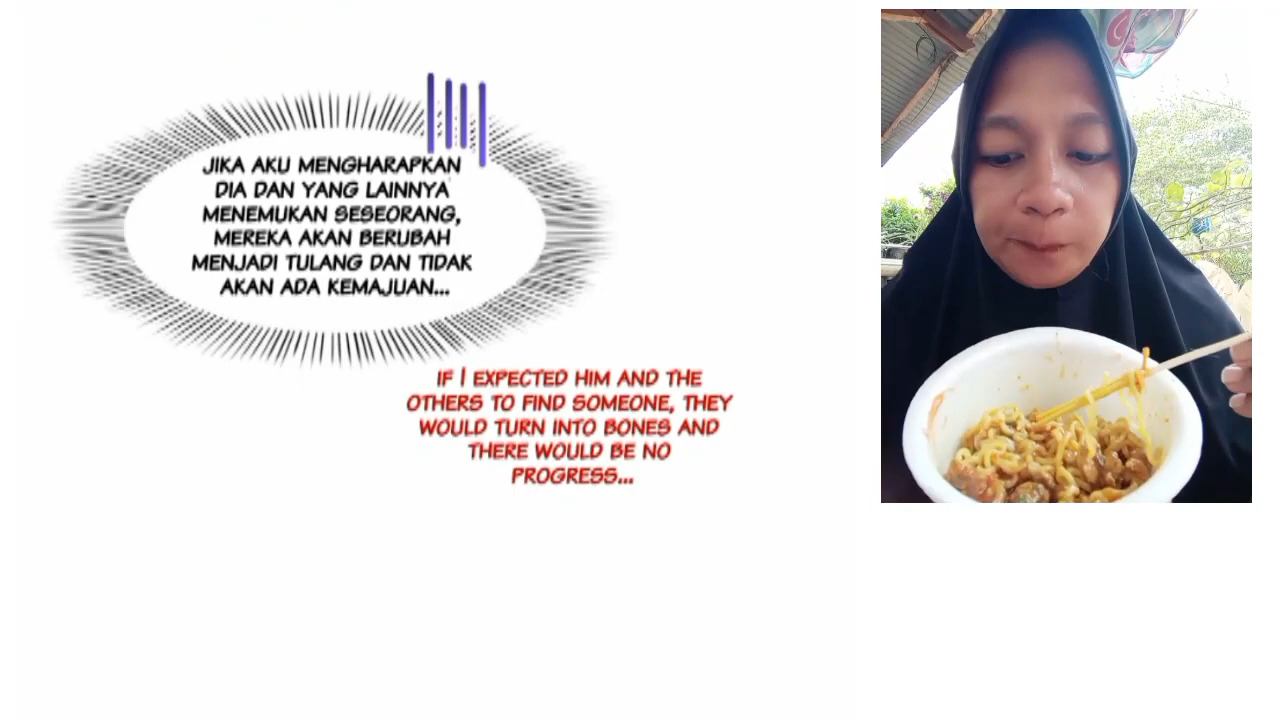 JIKA AKU MENGHARAPKAN
DIA DAN YANG LAINNYA
MENEMUKAN SESEORANG,
MEREKA AKAN BERUBAH
MENJADI TULANG DAN TIDAK
AKAN ADA KEMAJUAN...
IF I EXPECTED HIM AND THE
OTHERS TO FIND SOMEONE, THEY
WOULD TURN INTO BONES AND
THERE WOULD BE NO
PROGRESS...